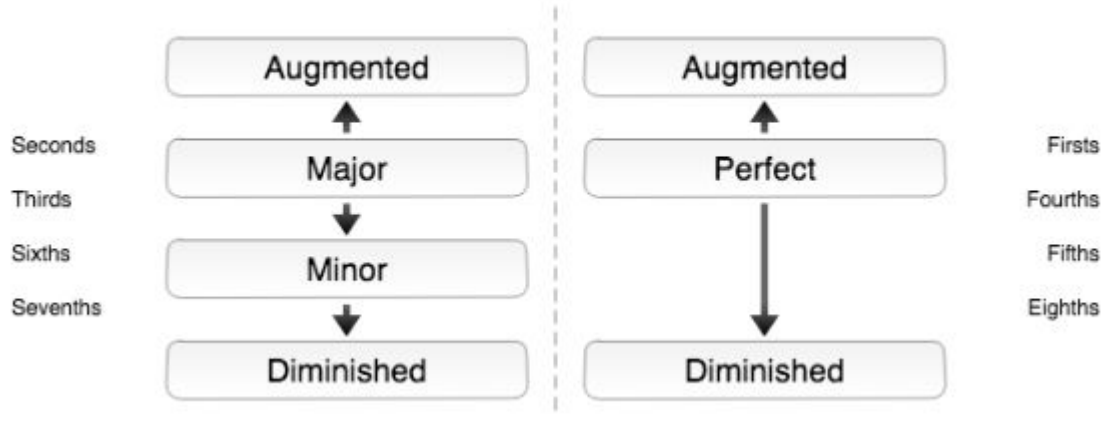 Augmented
Augmented
Seconds
Major
Perfect
Firsts
Thirds
Fourths
Sixths
Minor
Fifths
Sevenths
Eighths
Diminished
Diminished